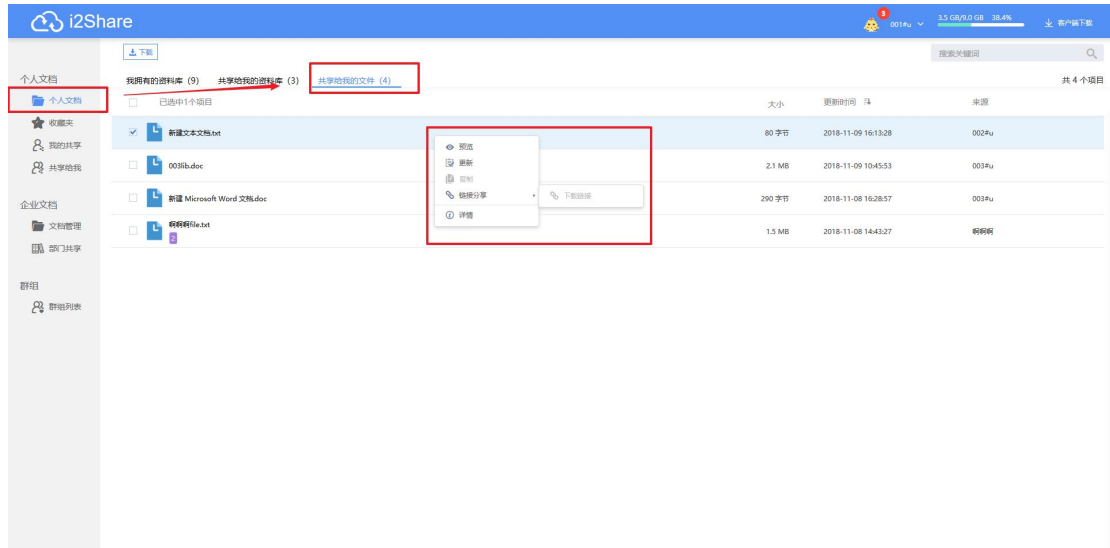 i2Share
3
001#u
3.5 GB/9.0 GB 38.4%
客户端下载
下载
搜索关键词
个人文档
我拥有的资料库（9） 共享给我的资料库（3） 共享给我的文件（4）
共 4 个项目
个人文档
已选中1个项目 大小 更新时间 来源
收藏夹
新建文本文档.txt 80 字节 2018-11-09 16:13:28 002#u
我的共享
预览
共享给我
003lib.doc 更新 2.1 MB 2018-11-09 10:45:53 003#u
复制
企业文档
新建 Microsoft Word 文档.doc 链接分享 下载链接 290 字节 2018-11-08 16:28:57 003#u
详情
文档管理
啊啊啊file.txt 1.5 MB 2018-11-08 14:43:27 啊啊啊
Z
部门共享
群组
群组列表